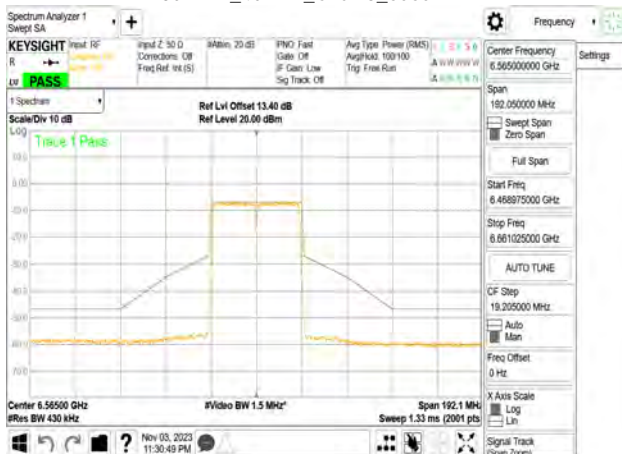 Spectrum Analyzer 1
Swept SA
+
Frequency
KEYSIGHT
Input: RF
R
LV
PASS
Input Z: 50 Ω
Corrections: Off
Freq Ref: Int (S)
#Atten: 20 dB
PNO: Fast
Gate: Off
IF Gain: Low
Sig Track: Off
Avg Type: Power (RMS)
Avg|Hold: 100/100
Trig: Free Run
Center Frequency
6.565000000 GHz
Settings
Span
192.050000 MHz
Swept Span
Zero Span
Full Span
Start Freq
6.468975000 GHz
Stop Freq
6.661025000 GHz
AUTO TUNE
CF Step
19.205000 MHz
Auto
Man
Freq Offset
0 Hz
X Axis Scale
Log
Lin
Signal Track
(Span Zoom)
1 Spectrum
Scale/Div 10 dB
Ref Lvl Offset 13.40 dB
Ref Level 20.00 dBm
Log
Trace 1 Pass
Center 6.56500 GHz
#Res BW 430 kHz
#Video BW 1.5 MHz*
Span 192.1 MHz
Sweep 1.33 ms (2001 pts)
?
Nov 03, 2023
11:30:49 PM